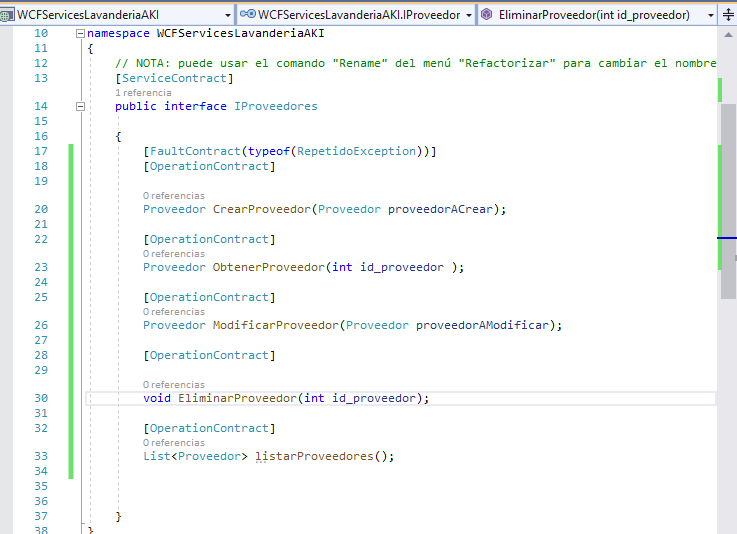 WCFServicesLavanderiaAKI WCFServicesLavanderiaAKI.IProveedor EliminarProveedor(int id_proveedor)
10 namespace WCFServicesLavanderiaAKI
11 {
12 // NOTA: puede usar el comando "Rename" del menú "Refactorizar" para cambiar el nombre
13 [ServiceContract]
1 referencia
14 public interface IProveedores
15
16 {
17 [FaultContract(typeof(RepetidoException))]
18 [OperationContract]
19
0 referencias
20 Proveedor CrearProveedor(Proveedor proveedorACrear);
21
22 [OperationContract]
0 referencias
23 Proveedor ObtenerProveedor(int id_proveedor );
24
25 [OperationContract]
0 referencias
26 Proveedor ModificarProveedor(Proveedor proveedorAModificar);
27
28 [OperationContract]
29
0 referencias
30 void EliminarProveedor(int id_proveedor);
31
32 [OperationContract]
0 referencias
33 List<Proveedor> listarProveedores();
34
35
36
37 }
38 }